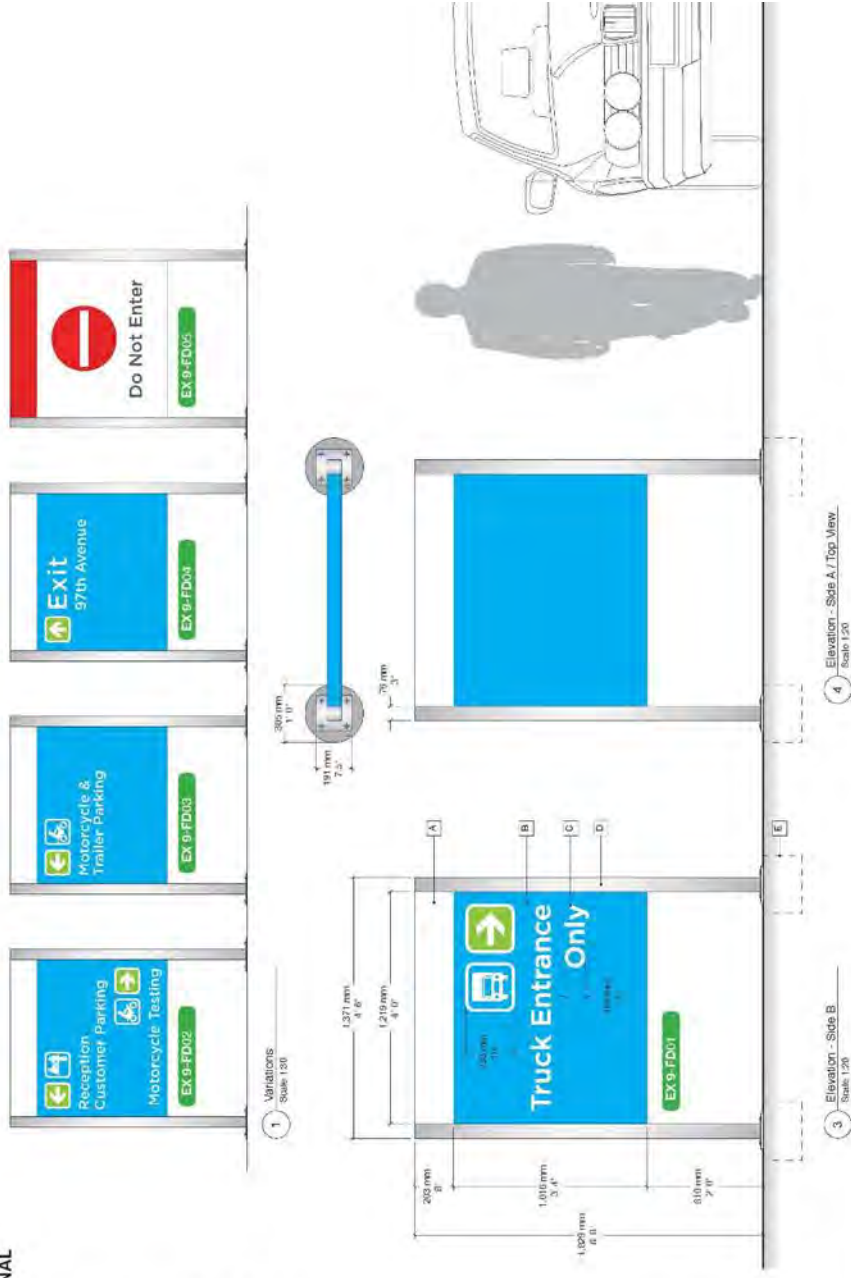 NAL
Reception
Customer Parking
Motorcycle Testing
EX 9-FD02
Motorcycle &
Trailer Parking
EX 9-FD03
Exit
97th Avenue
EX 9-FD04
Do Not Enter
EX 9-FD05
1 Variations
Scale 1:30
305 mm
1' 0"
191 mm
7.5"
76 mm
3"
1,371 mm
4' 6"
1,219 mm
4' 0"
203 mm
8"
1,016 mm
3' 4"
610 mm
2' 0"
1,829 mm
6' 0"
Truck Entrance
Only
EX 9-FD01
A
B
C
D
E
3 Elevation - Side B
Scale 1:20
4 Elevation - Side A / Top View
Scale 1:20